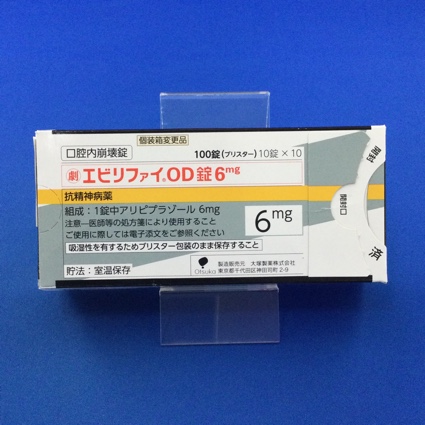 個装箱変更品
口腔内崩壊錠
100錠(ブリスター)10錠×10
劇 エビリファイ®OD錠6mg
抗精神病薬
組成:1錠中アリピプラゾール 6mg
注意―医師等の処方箋により使用すること
ご使用に際しては電子添文をご参照ください
6mg
吸湿性を有するためブリスター包装のまま保存すること
貯法:室温保存
Otsuka
製造販売元 大塚製薬株式会社
東京都千代田区神田司町2-9
開封
開封口